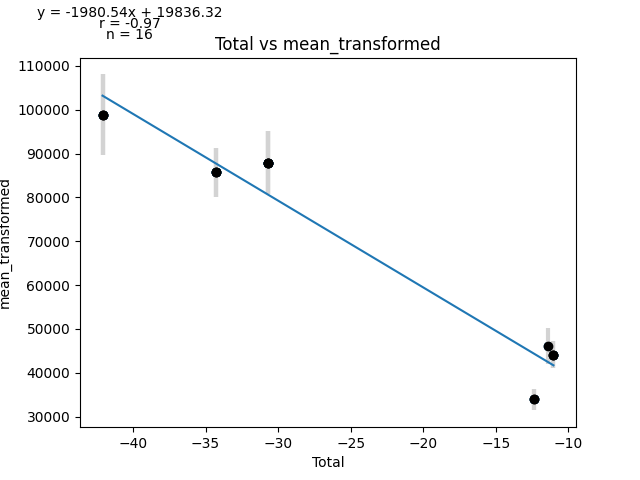 y = -1980.54x + 19836.32
r = -0.97
n = 16
Total vs mean_transformed
110000
100000
90000
80000
70000
60000
50000
40000
30000
mean_transformed
−40
−35
−30
−25
−20
−15
−10
Total